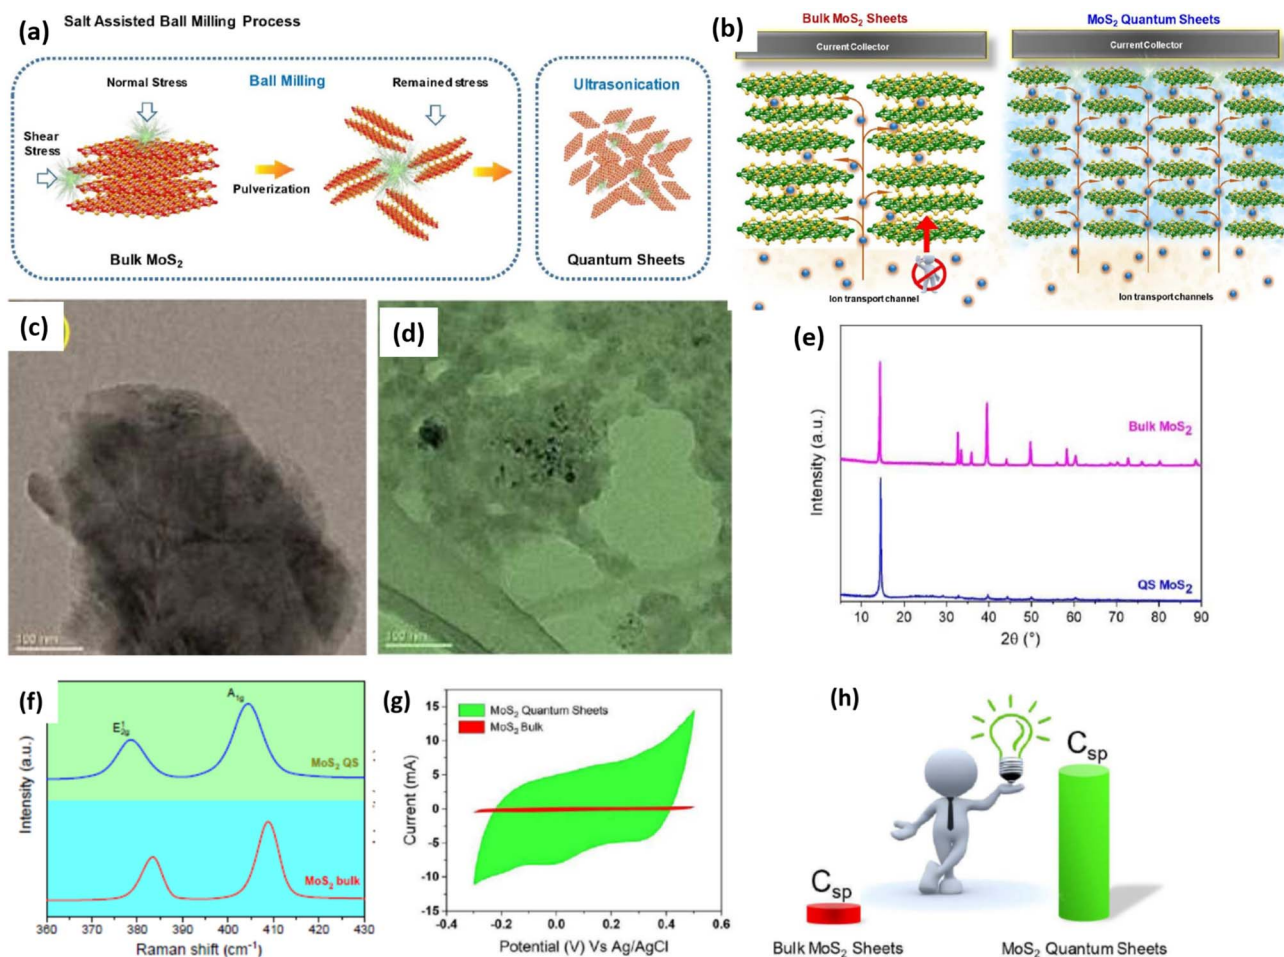 (a)
Salt Assisted Ball Milling Process
Normal Stress
Ball Milling
Remained stress
Ultrasonication
Shear
Stress
Pulverization
Bulk MoS2
Quantum Sheets
(b)
Bulk MoS2 Sheets
MoS2 Quantum Sheets
Current Collector
Current Collector
Ion transport channel
Ion transport channels
(c)
100 nm
(d)
100 nm
(e)
Intensity (a.u.)
Bulk MoS2
QS MoS2
10 20 30 40 50 60 70 80 90
2θ (°)
(f)
Intensity (a.u.)
E12g
A1g
MoS2 QS
MoS2 bulk
360 370 380 390 400 410 420 430
Raman shift (cm-1)
(g)
MoS2 Quantum Sheets
MoS2 Bulk
Current (mA)
15
10
5
0
-5
-10
-15
-0.4 -0.2 0.0 0.2 0.4 0.6
Potential (V) Vs Ag/AgCl
(h)
Csp
Csp
Bulk MoS2 Sheets
MoS2 Quantum Sheets